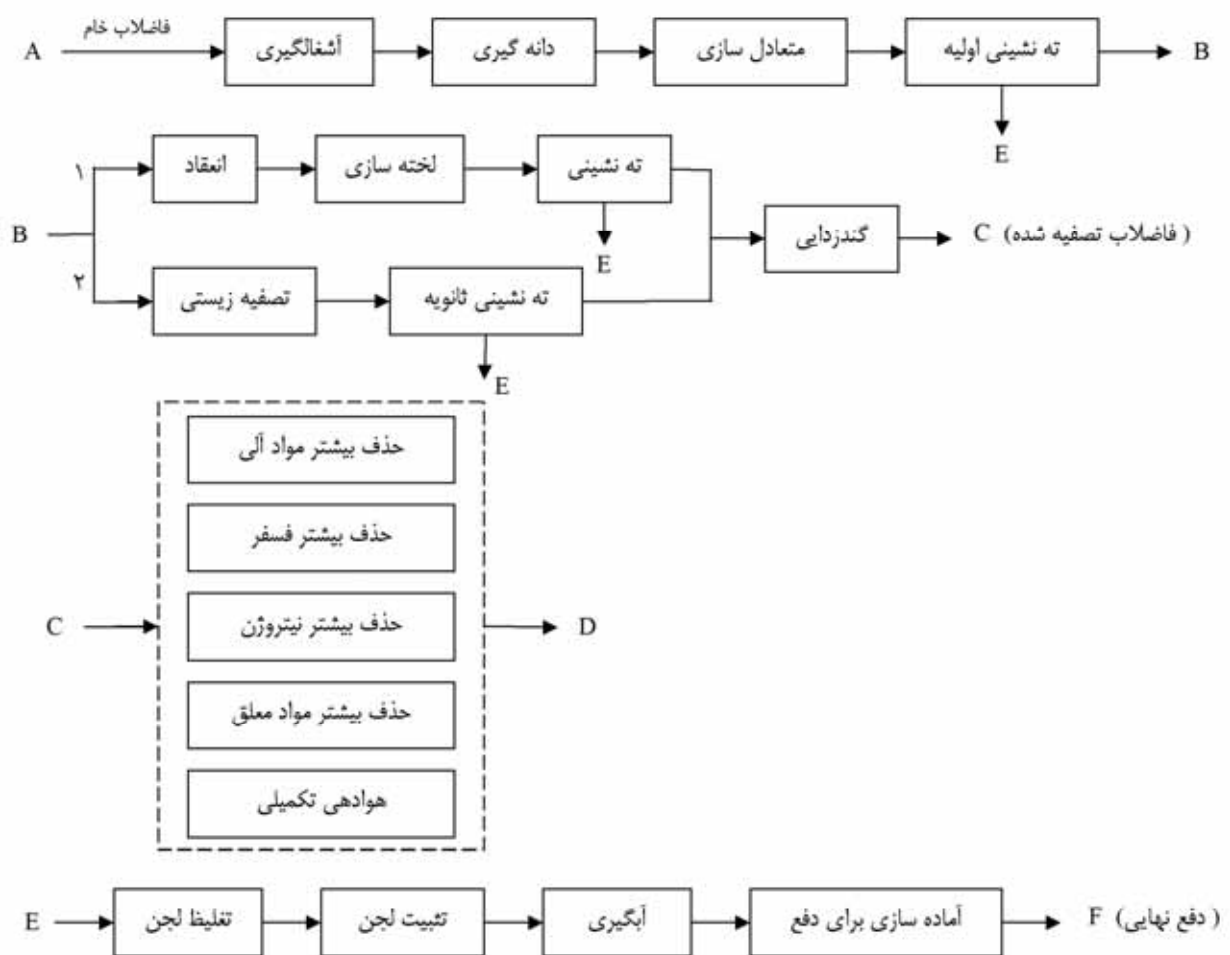 A فاضلاب خام آشغالگیری دانه گیری متعادل سازی ته نشینی اولیه B
E
۱ انعقاد لخته سازی ته نشینی
B گندزدایی C (فاضلاب تصفیه شده)
E
۲ تصفیه زیستی ته نشینی ثانویه
E
حذف بیشتر مواد آلی
حذف بیشتر فسفر
C حذف بیشتر نیتروژن D
حذف بیشتر مواد معلق
هوادهی تکمیلی
E تغلیظ لجن تثبیت لجن آبگیری آماده سازی برای دفع F (دفع نهایی)